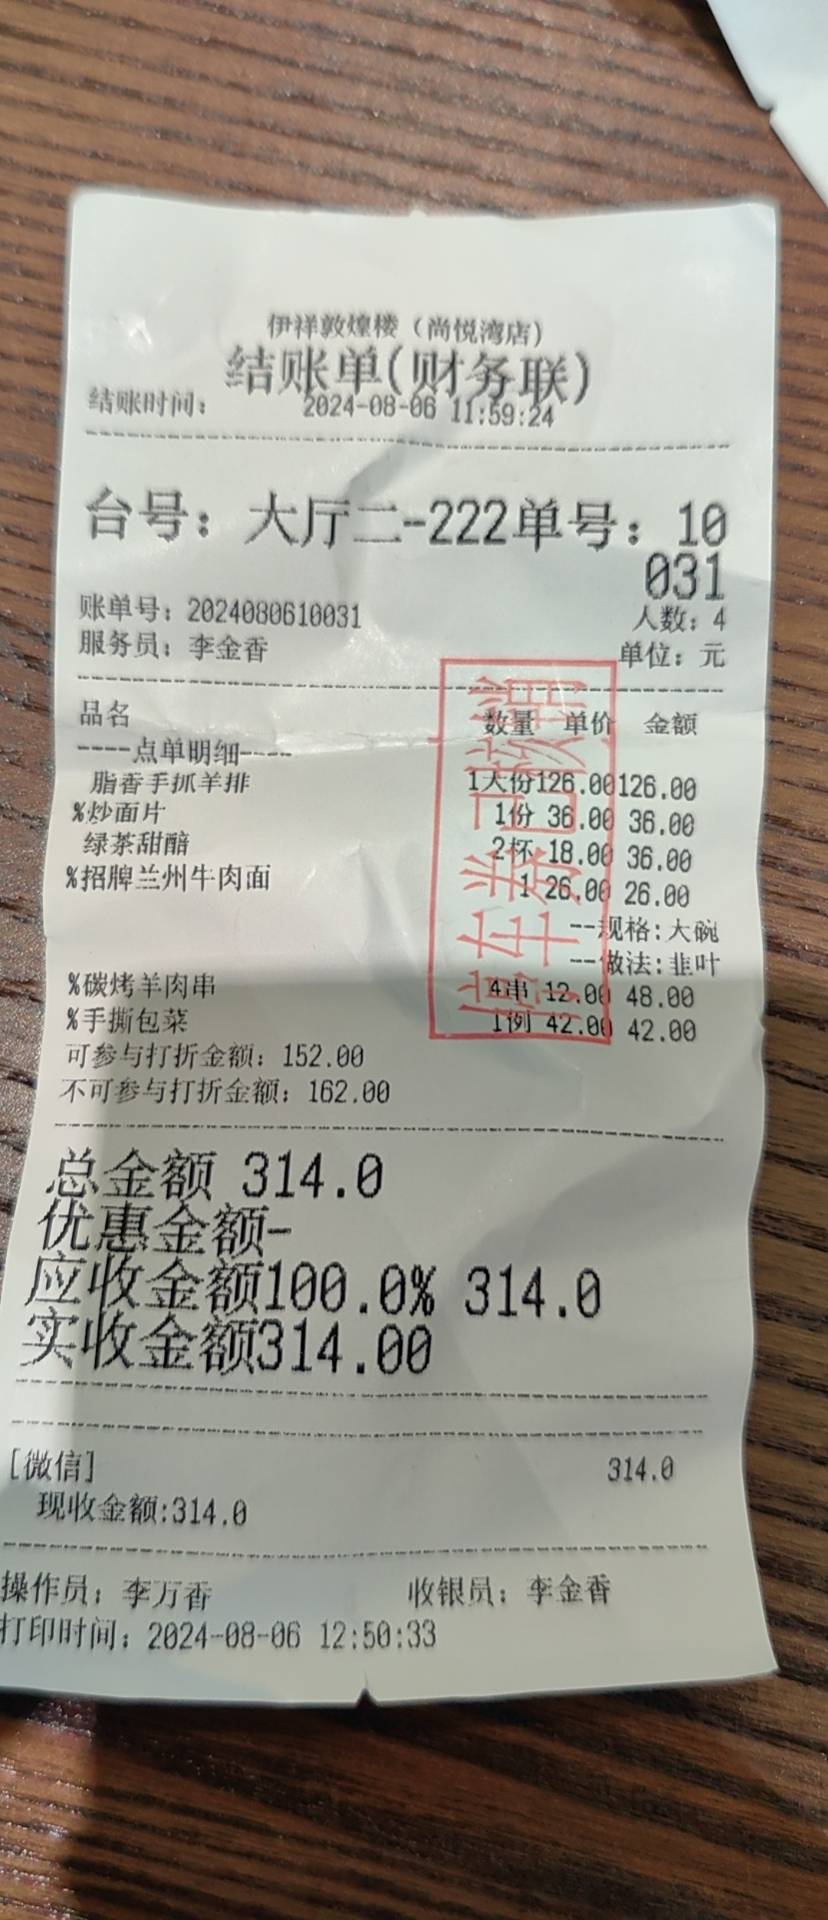 伊祥敦煌楼（尚悦湾店）
结账单(财务联)
结账时间： 2024-08-06 11:59:24
台号：大厅二-222单号：10
031
账单号：2024080610031 人数：4
服务员：李金香 单位：元
品名 数量 单价 金额
----点单明细----
脂香手抓羊排 1大份126.00126.00
%炒面片 1份 36.00 36.00
绿茶甜醅 2杯 18.00 36.00
%招牌兰州牛肉面 1 26.00 26.00
--规格:大碗
--做法:韭叶
%碳烤羊肉串 4串 12.00 48.00
%手撕包菜 1例 42.00 42.00
可参与打折金额：152.00
不可参与打折金额：162.00
总金额 314.0
优惠金额-
应收金额100.0% 314.0
实收金额314.00
[微信] 314.0
现收金额:314.0
操作员：李万香 收银员：李金香
打印时间：2024-08-06 12:50:33
停车券已核销